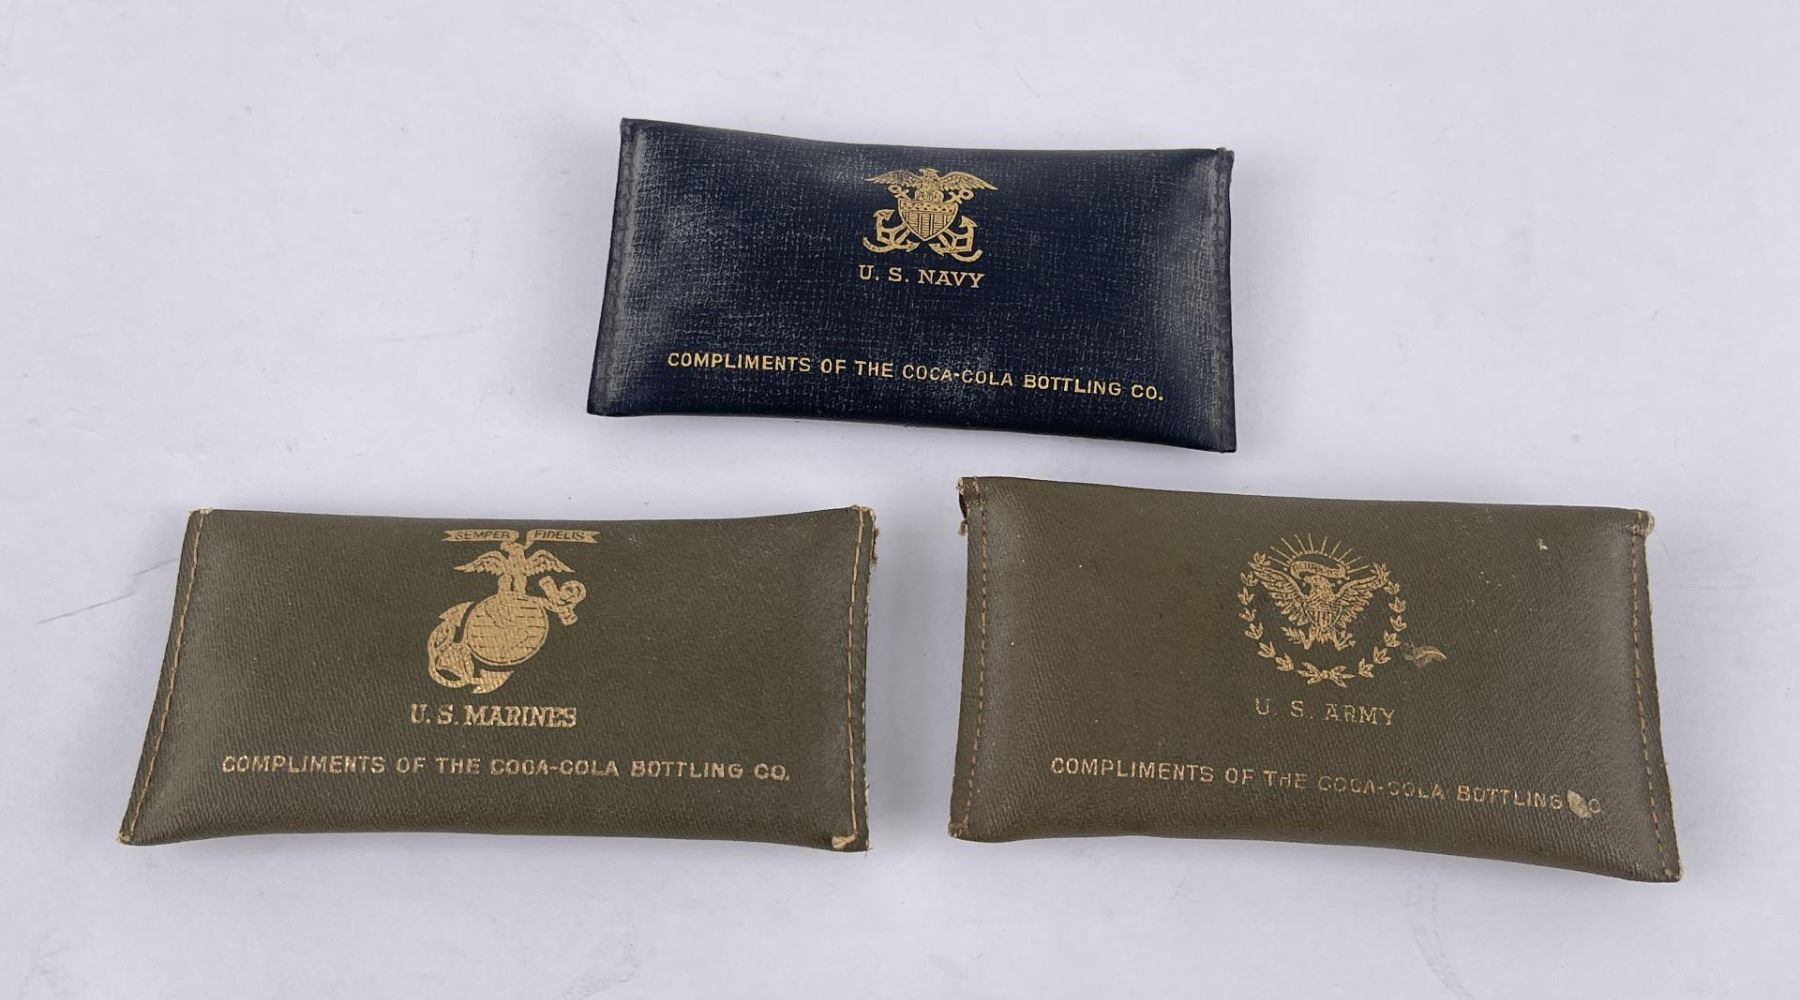 U. S. NAVY
COMPLIMENTS OF THE COCA-COLA BOTTLING CO.
SEMPER FIDELIS
U. S. MARINES
COMPLIMENTS OF THE COCA-COLA BOTTLING CO.
U. S. ARMY
COMPLIMENTS OF THE COCA-COLA BOTTLING CO